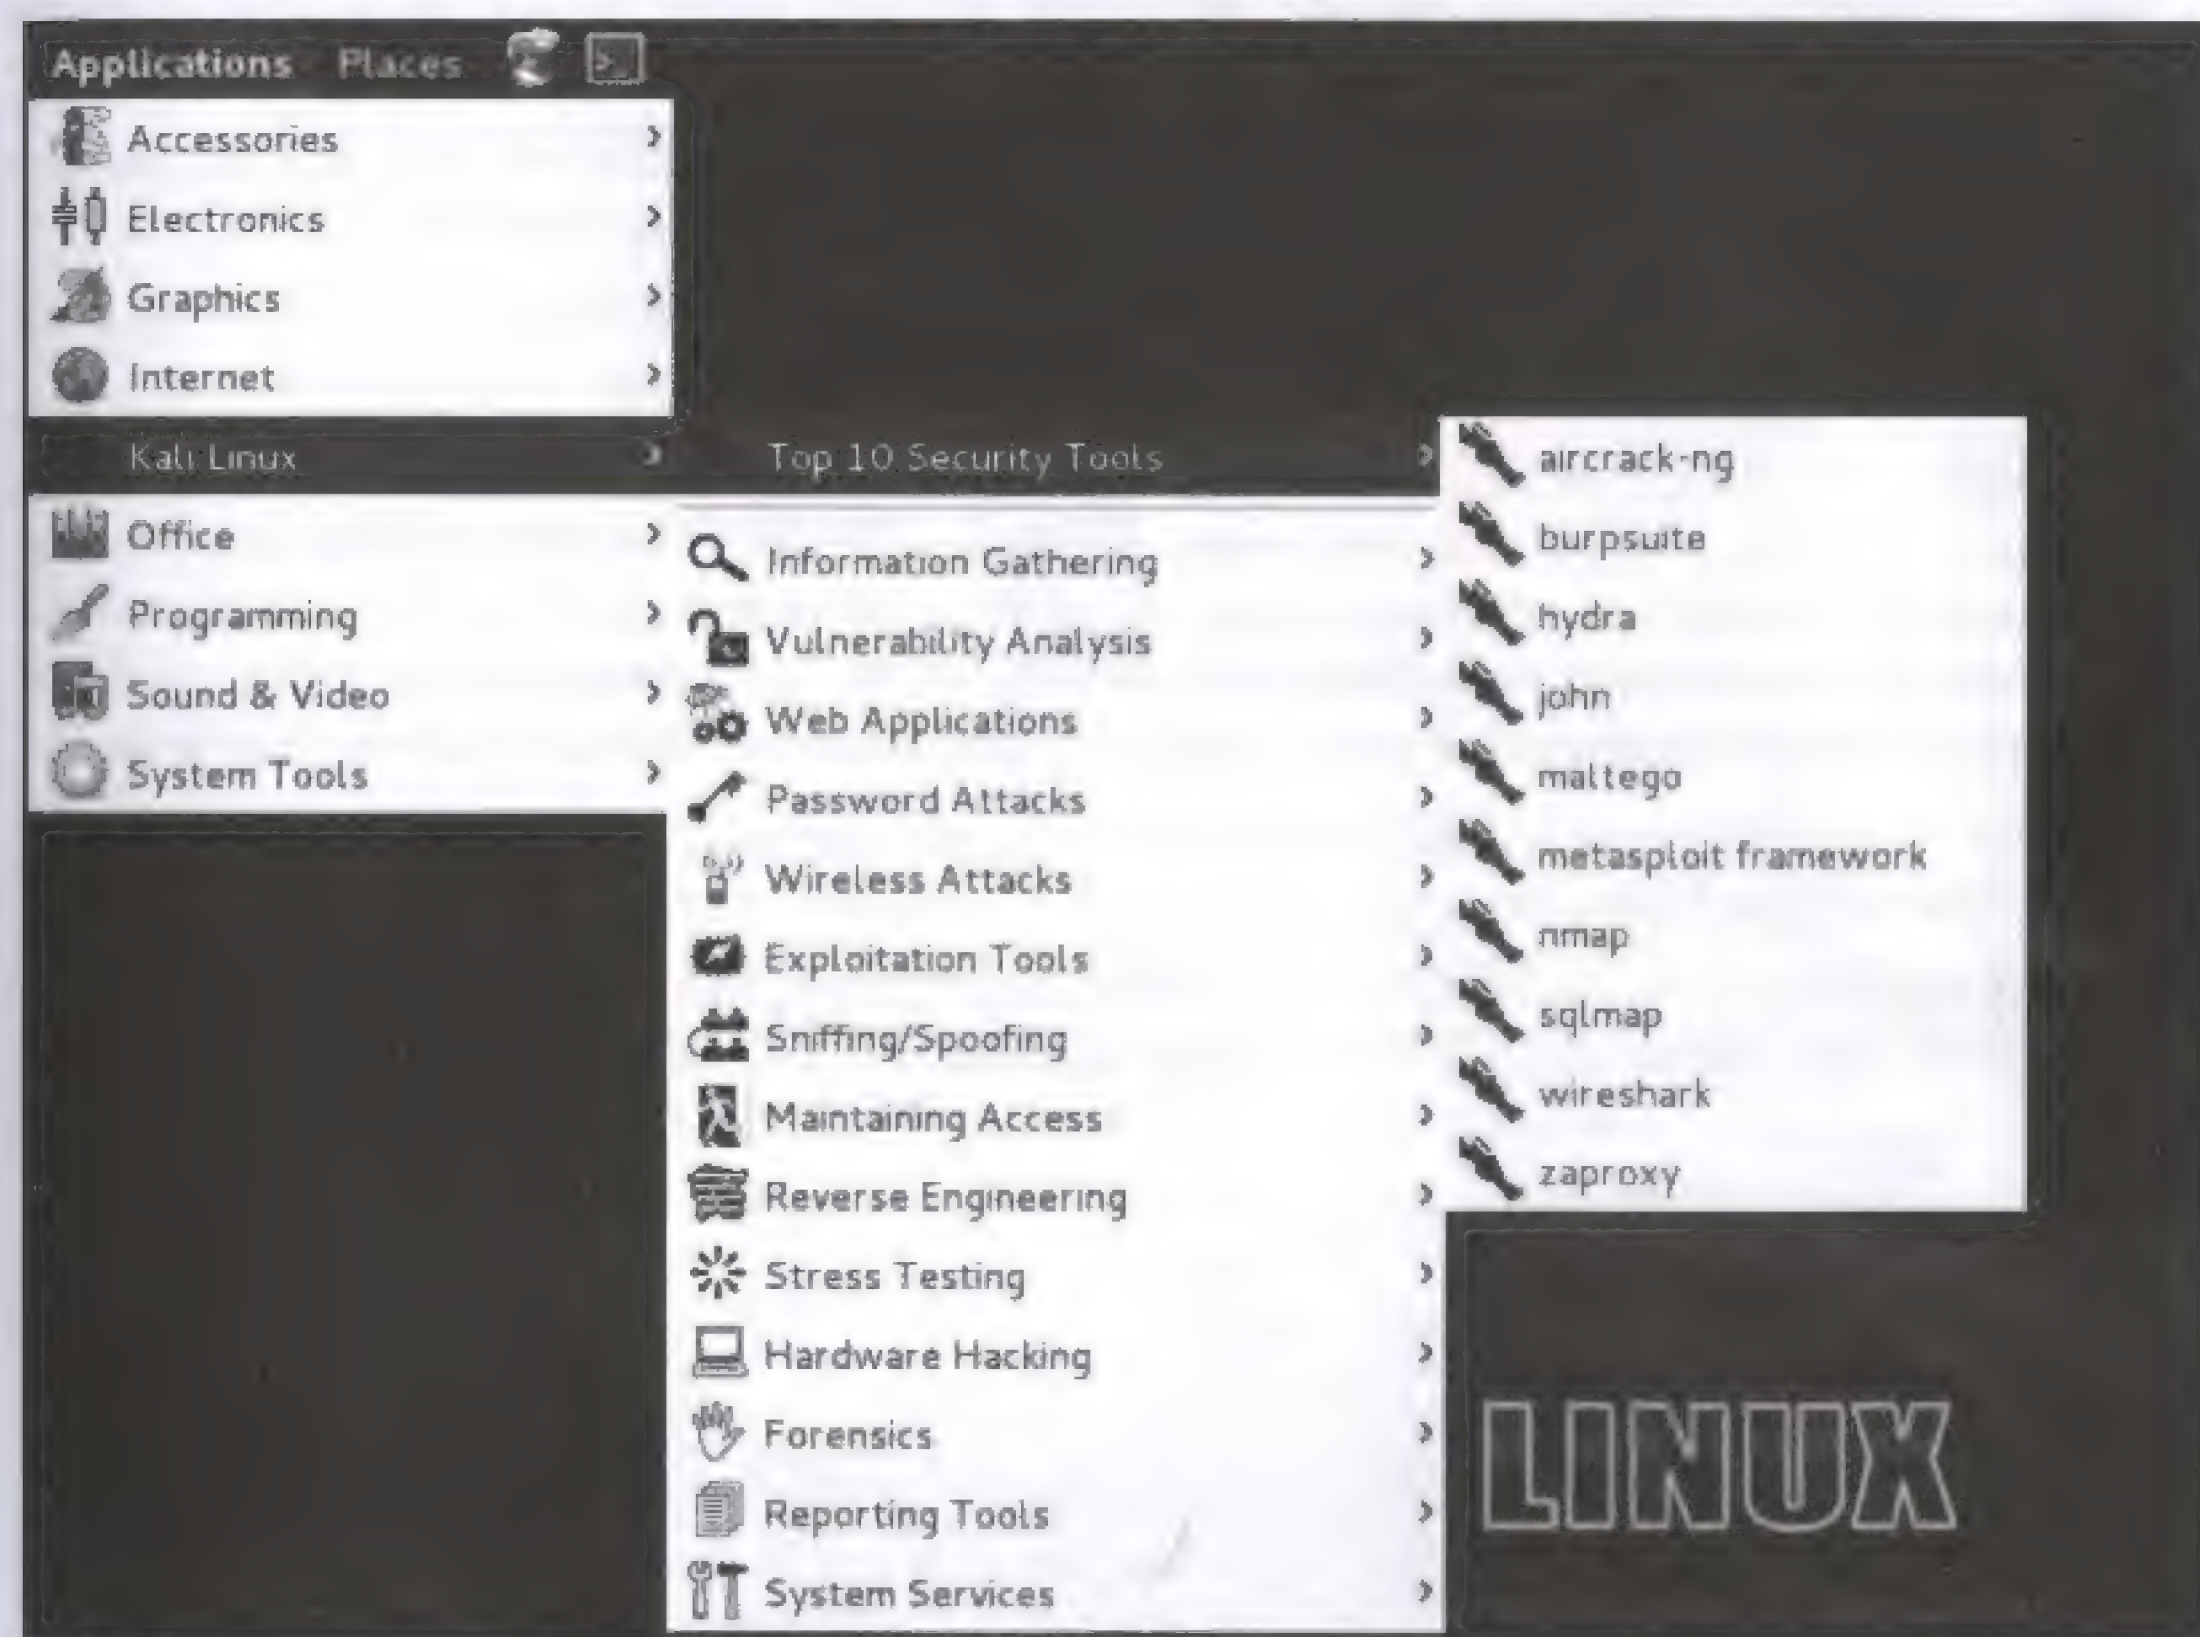 Applications Places
Accessories
Electronics
Graphics
Internet
Kali Linux
Office
Programming
Sound & Video
System Tools
Top 10 Security Tools
Information Gathering
Vulnerability Analysis
Web Applications
Password Attacks
Wireless Attacks
Exploitation Tools
Sniffing/Spoofing
Maintaining Access
Reverse Engineering
Stress Testing
Hardware Hacking
Forensics
Reporting Tools
System Services
aircrack-ng
burpsuite
hydra
john
maltego
metasploit framework
nmap
sqlmap
wireshark
zaproxy
LINUX